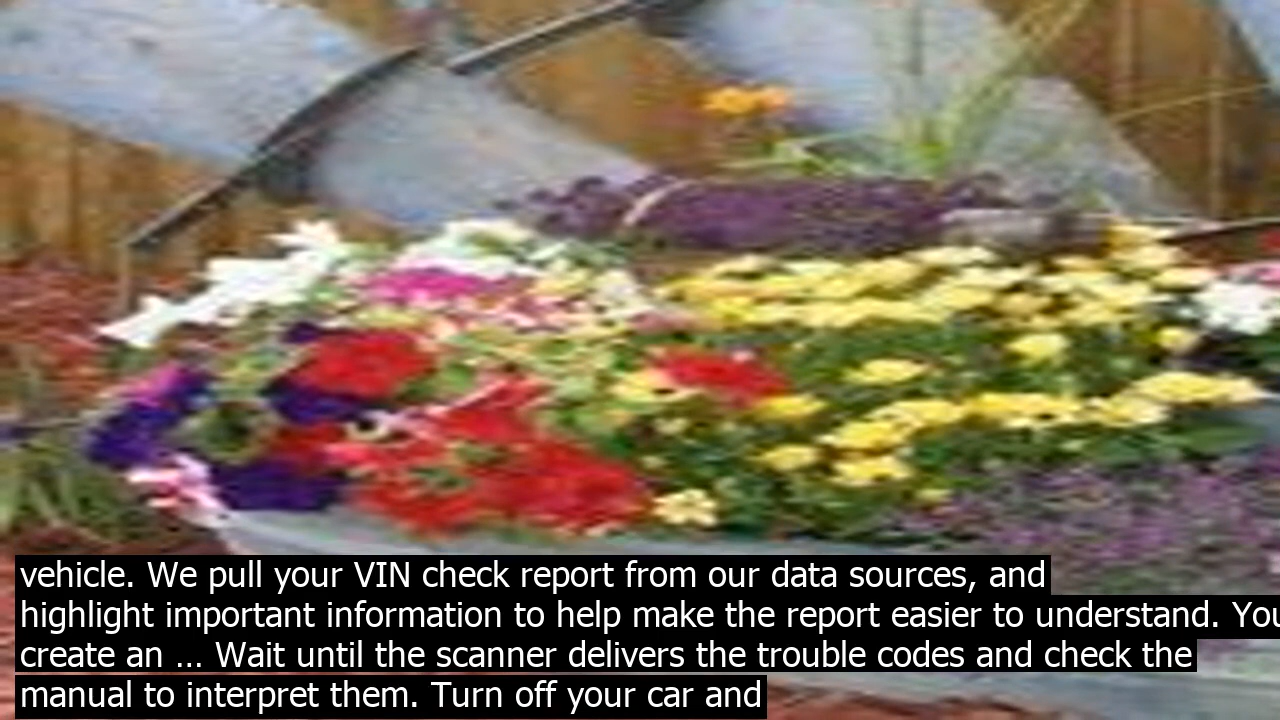 vehicle. We pull your VIN check report from our data sources, and
highlight important information to help make the report easier to understand. You
create an ... Wait until the scanner delivers the trouble codes and check the
manual to interpret them. Turn off your car and